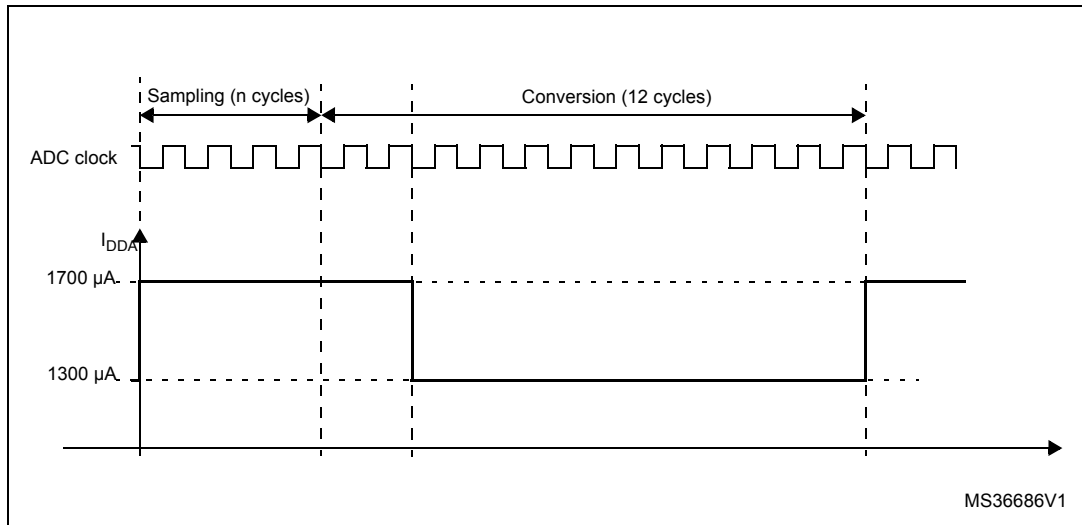 Sampling (n cycles)
Conversion (12 cycles)
ADC clock
IDDA
1700 µA
1300 µA
MS36686V1